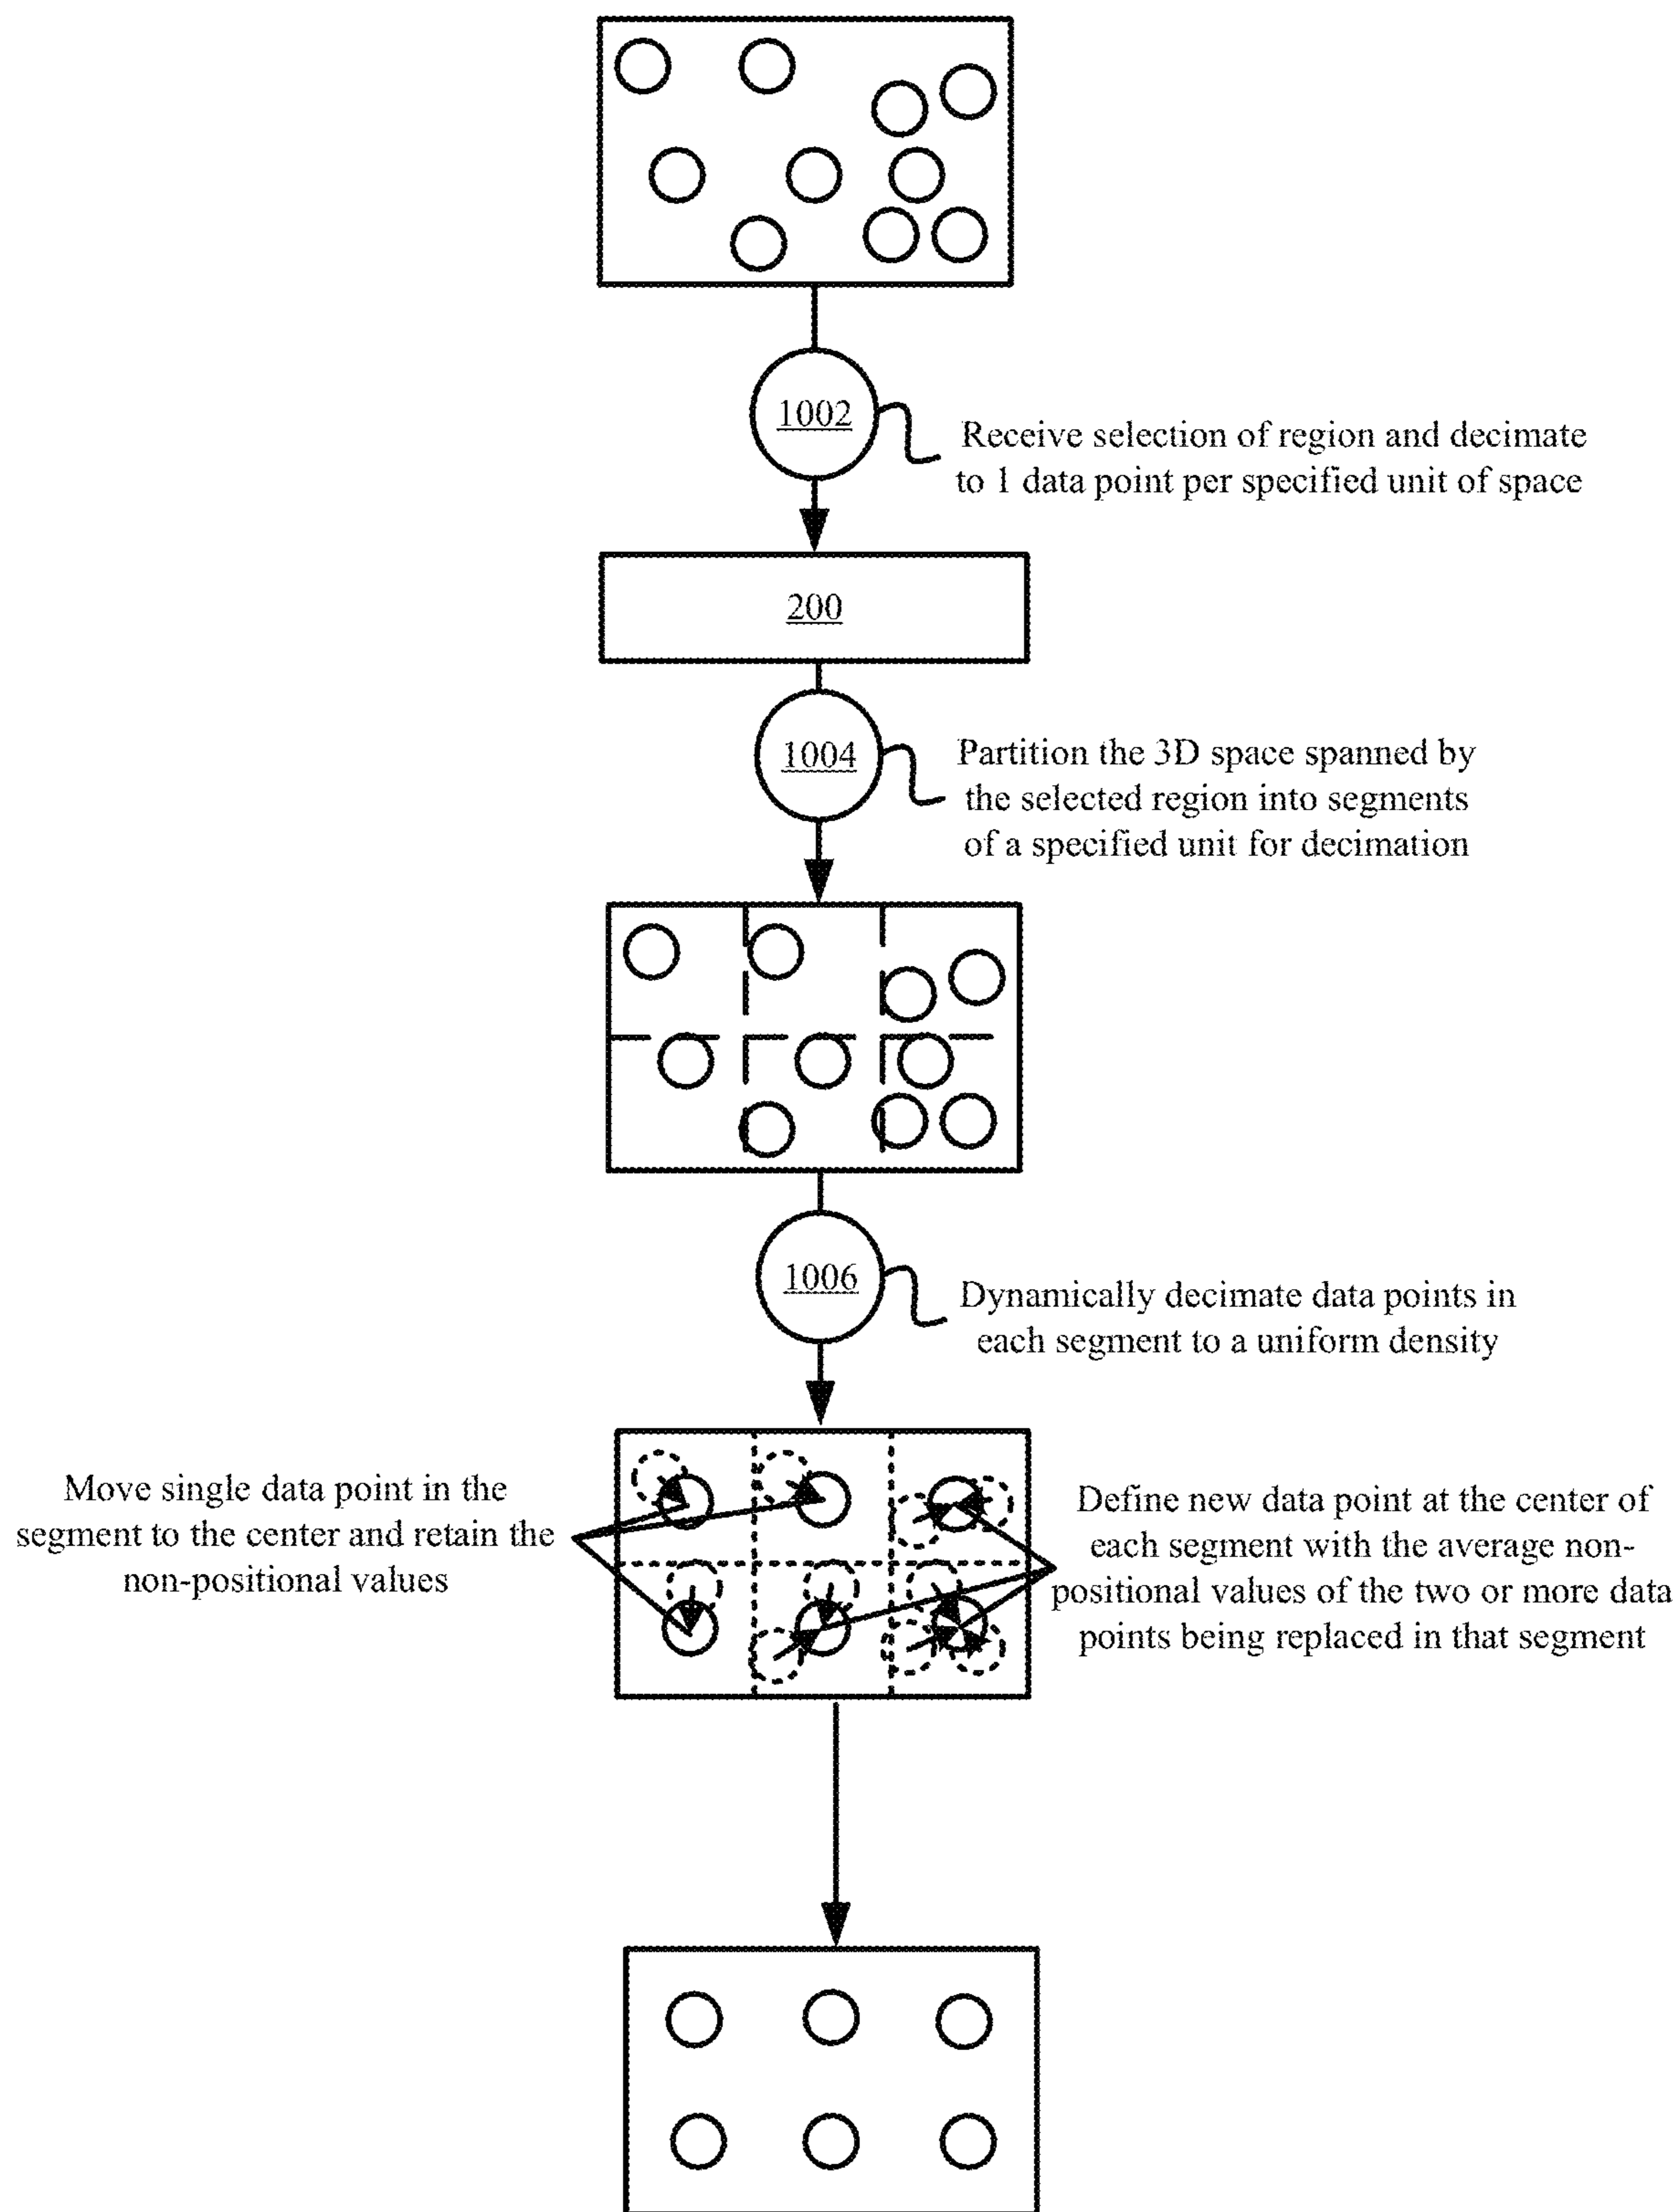 1002
Receive selection of region and decimate
to 1 data point per specified unit of space
200
1004
Partition the 3D space spanned by
the selected region into segments
of a specified unit for decimation
1006
Dynamically decimate data points in
each segment to a uniform density
Move single data point in the
segment to the center and retain the
non-positional values
Define new data point at the center of
each segment with the average non-
positional values of the two or more data
points being replaced in that segment